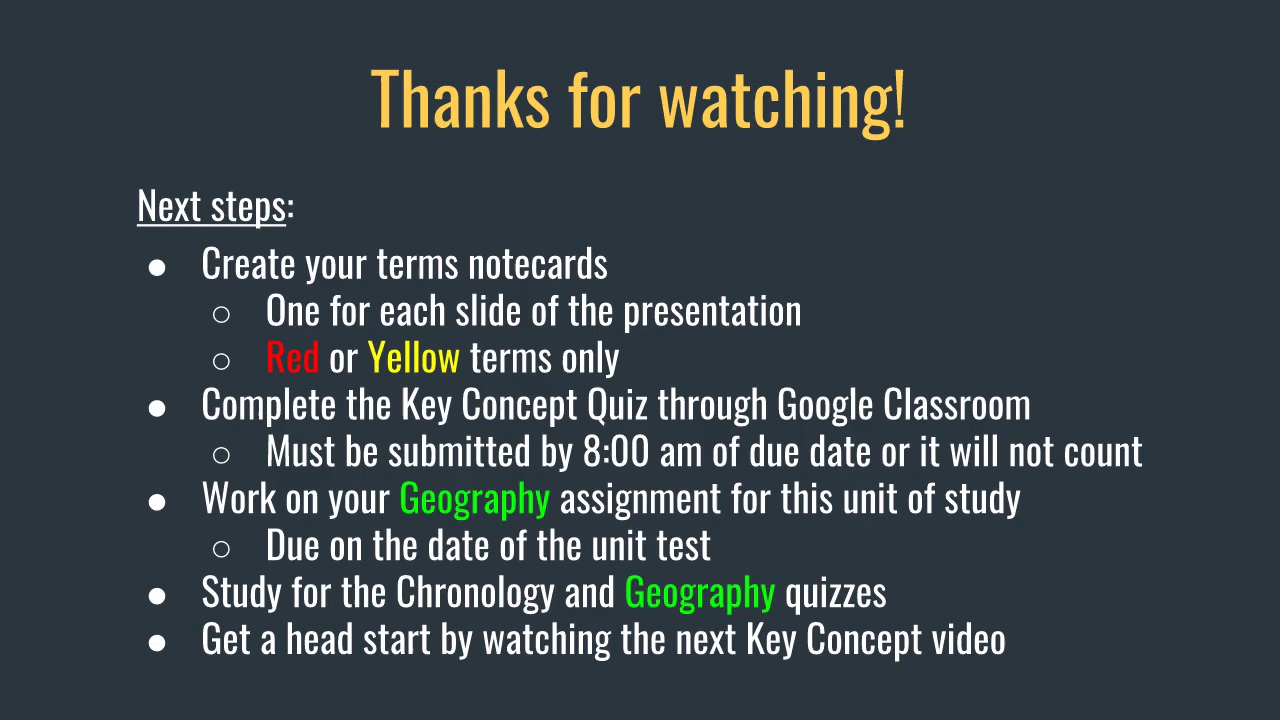 Thanks for watching!
Next steps:
● Create your terms notecards
○ One for each slide of the presentation
○ Red or Yellow terms only
● Complete the Key Concept Quiz through Google Classroom
○ Must be submitted by 8:00 am of due date or it will not count
● Work on your Geography assignment for this unit of study
○ Due on the date of the unit test
● Study for the Chronology and Geography quizzes
● Get a head start by watching the next Key Concept video